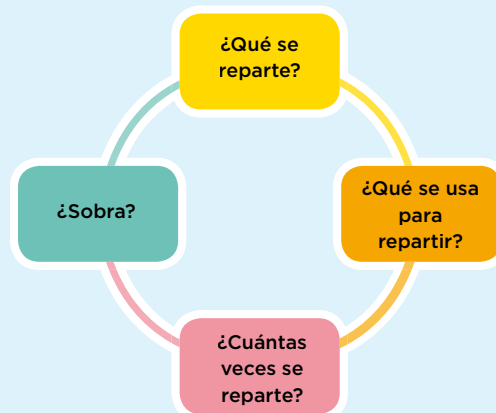 ¿Qué se
reparte?
¿Qué se usa
para
repartir?
¿Cuántas
veces se
reparte?
¿Sobra?